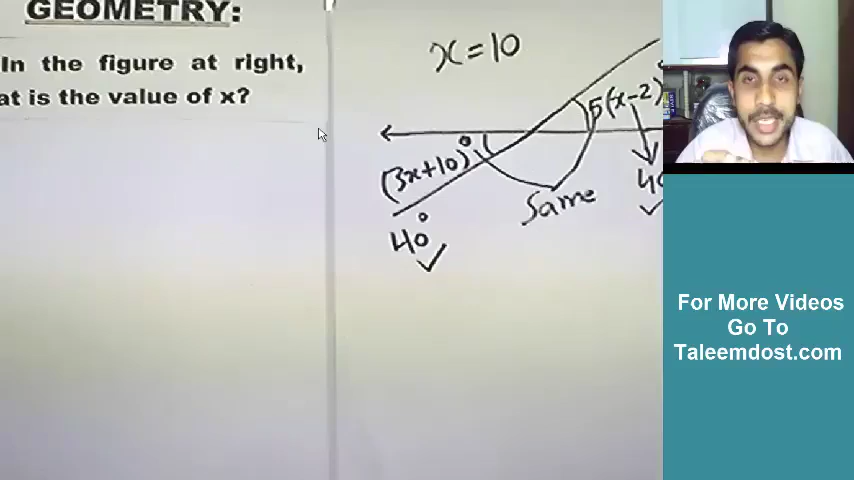 GEOMETRY:
In the figure at right,
at is the value of x?
x = 10
5(x-2)
(3x+10)°
40
Same
40°
For More Videos
Go To
Taleemdost.com